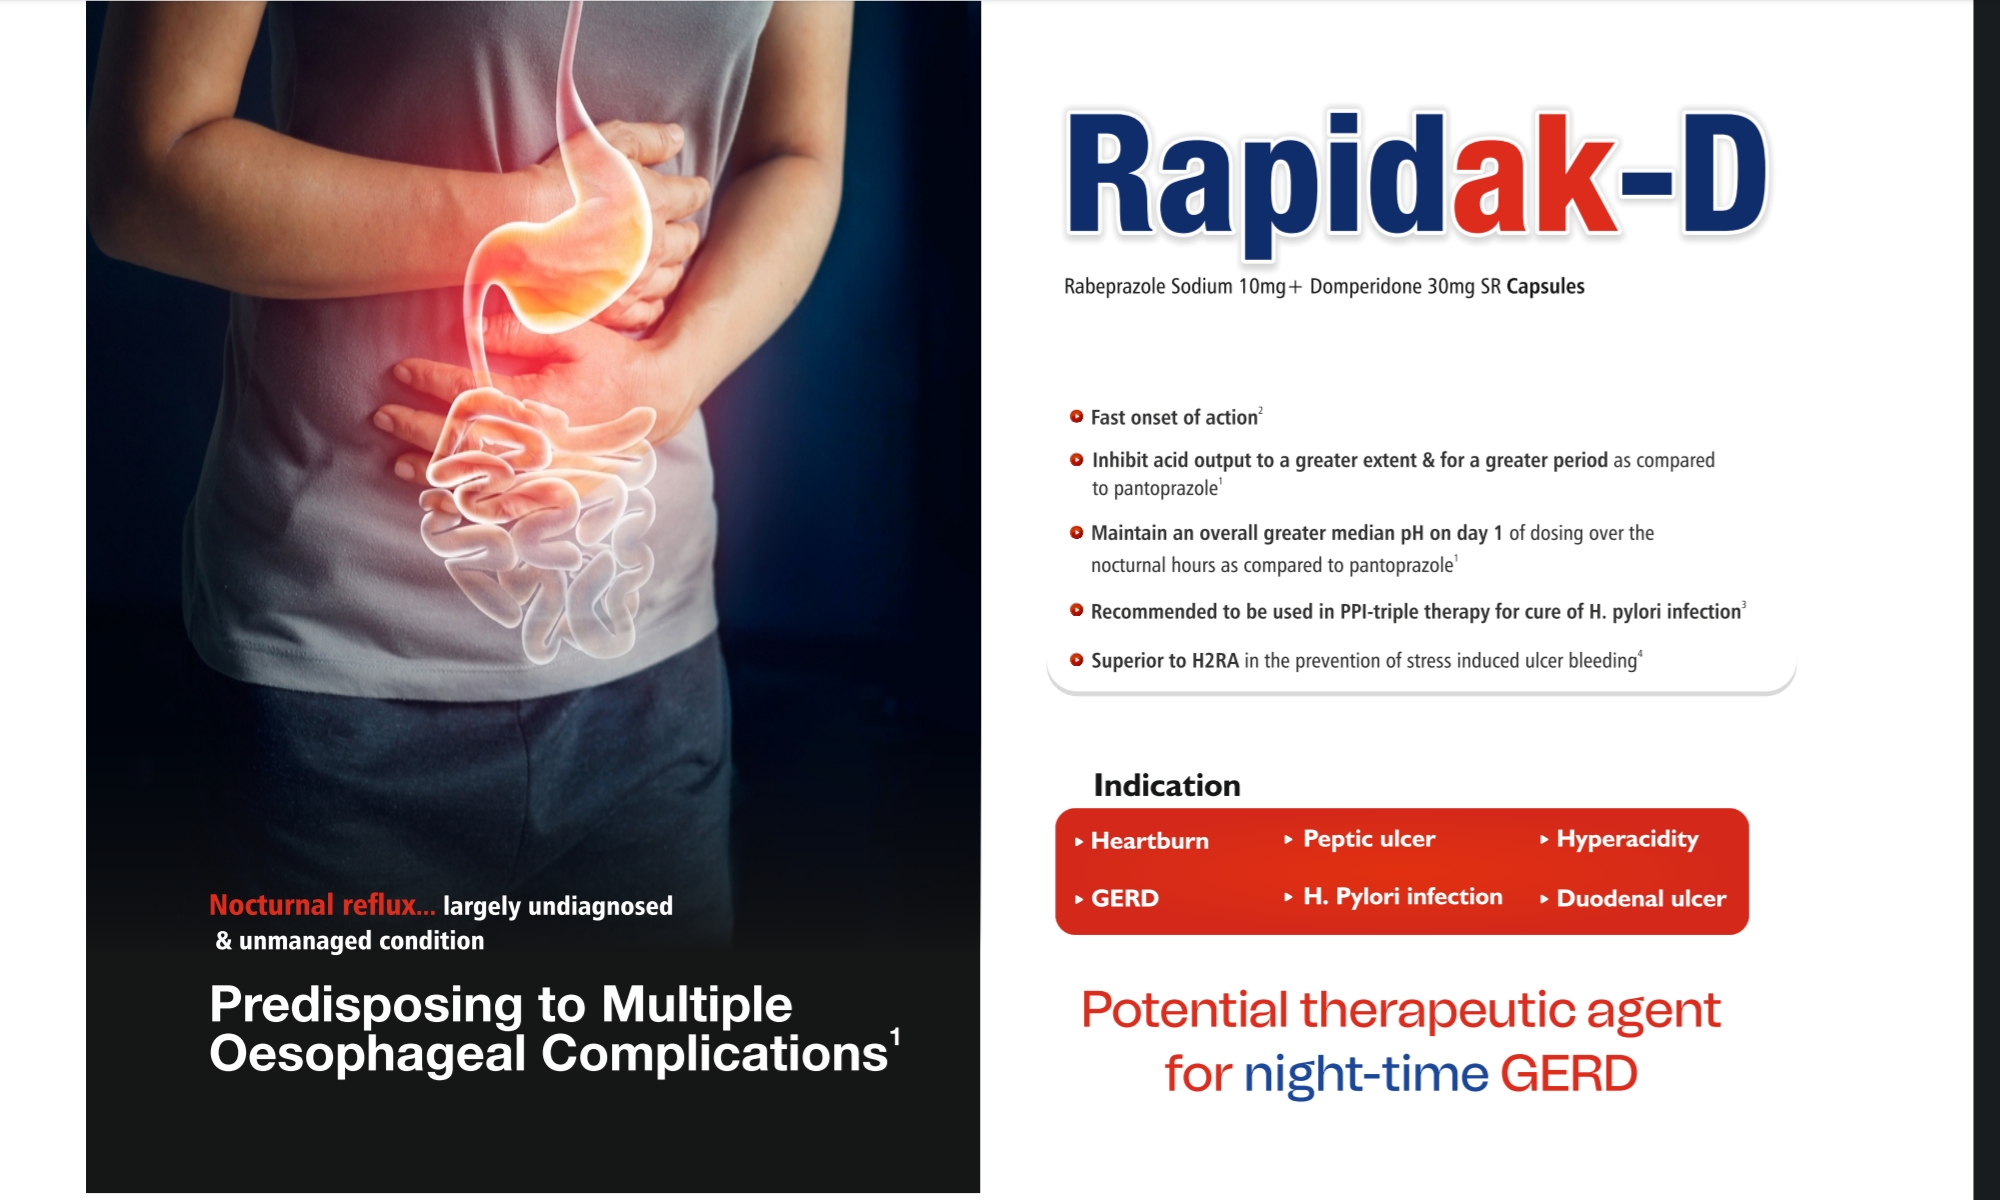 Nocturnal reflux... largely undiagnosed
& unmanaged condition
Predisposing to Multiple
Oesophageal Complications¹
Rapidak-D
Rabeprazole Sodium 10mg+ Domperidone 30mg SR Capsules
Fast onset of action²
Inhibit acid output to a greater extent & for a greater period as compared
to pantoprazole¹
Maintain an overall greater median pH on day 1 of dosing over the
nocturnal hours as compared to pantoprazole¹
Recommended to be used in PPI-triple therapy for cure of H. pylori infection³
Superior to H2RA in the prevention of stress induced ulcer bleeding⁴
Indication
Heartburn
Peptic ulcer
Hyperacidity
GERD
H. Pylori infection
Duodenal ulcer
Potential therapeutic agent
for night-time GERD